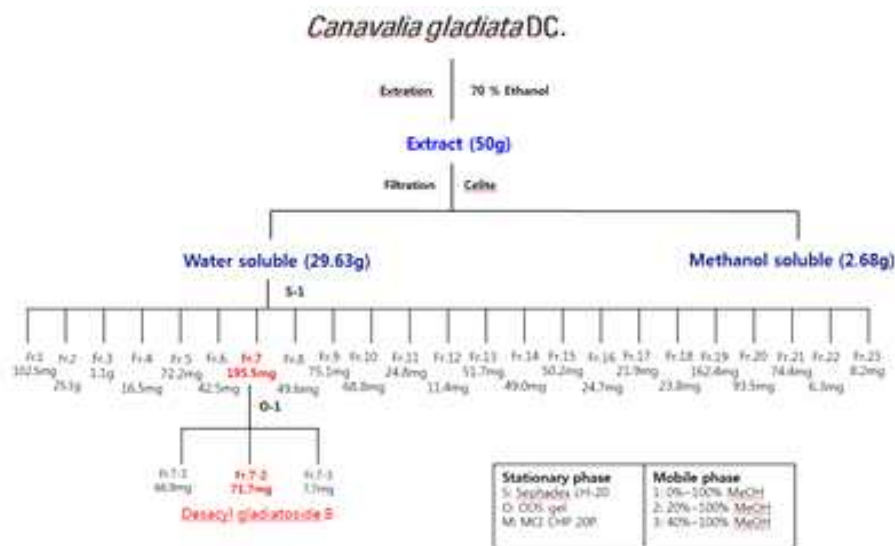 Canavalia gladiata DC.
Extration 70 % Ethanol
Extract (50g)
Filtration Celite
Water soluble (29.63g) Methanol soluble (2.68g)
S-1
Fr.1 Fr.2 Fr.3 Fr.4 Fr.5 Fr.6 Fr.7 Fr.8 Fr.9 Fr.10 Fr.11 Fr.12 Fr.13 Fr.14 Fr.15 Fr.16 Fr.17 Fr.18 Fr.19 Fr.20 Fr.21 Fr.22 Fr.23
102.5mg 1.1g 72.2mg 195.5mg 75.1mg 24.8mg 51.7mg 50.2mg 21.9mg 162.4mg 74.4mg 8.2mg
16.5mg 42.5mg 49.6mg 68.8mg 11.4mg 49.0mg 24.7mg 23.8mg 93.5mg 6.3mg
O-1
Fr.7-1 Fr.7-2 Fr.7-3
66.9mg 71.7mg 7.7mg
Desacyl gladiatoside B
Stationary phase Mobile phase
S: Sephadex LH-20 1: 0%~100% MeOH
O: ODS gel 2: 20%~100% MeOH
M: MCI CHP 20P 3: 40%~100% MeOH